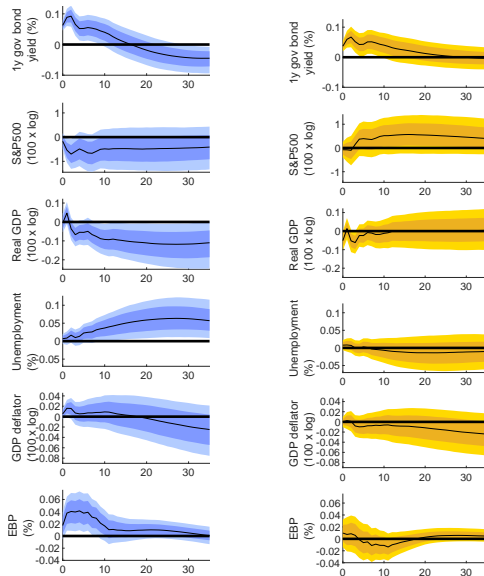 0.1
0
-0.1
0 10 20 30
1y gov bond
yield (%)
0.1
0
-0.1
0 10 20 30
1y gov bond
yield (%)
1
0
-1
0 10 20 30
S&P500
(100 x log)
1
0
-1
0 10 20 30
S&P500
(100 x log)
0.1
0
-0.1
-0.2
0 10 20 30
Real GDP
(100 x log)
0.1
0
-0.1
-0.2
0 10 20 30
Real GDP
(100 x log)
0.1
0.05
0
-0.05
0 10 20 30
Unemployment
(%)
0.1
0.05
0
-0.05
0 10 20 30
Unemployment
(%)
0.04
0.02
0
-0.02
-0.04
-0.06
-0.08
0 10 20 30
GDP deflator
(100 x log)
0.04
0.02
0
-0.02
-0.04
-0.06
-0.08
0 10 20 30
GDP deflator
(100 x log)
0.06
0.04
0.02
0
-0.02
-0.04
0 10 20 30
EBP
(%)
0.06
0.04
0.02
0
-0.02
-0.04
0 10 20 30
EBP
(%)